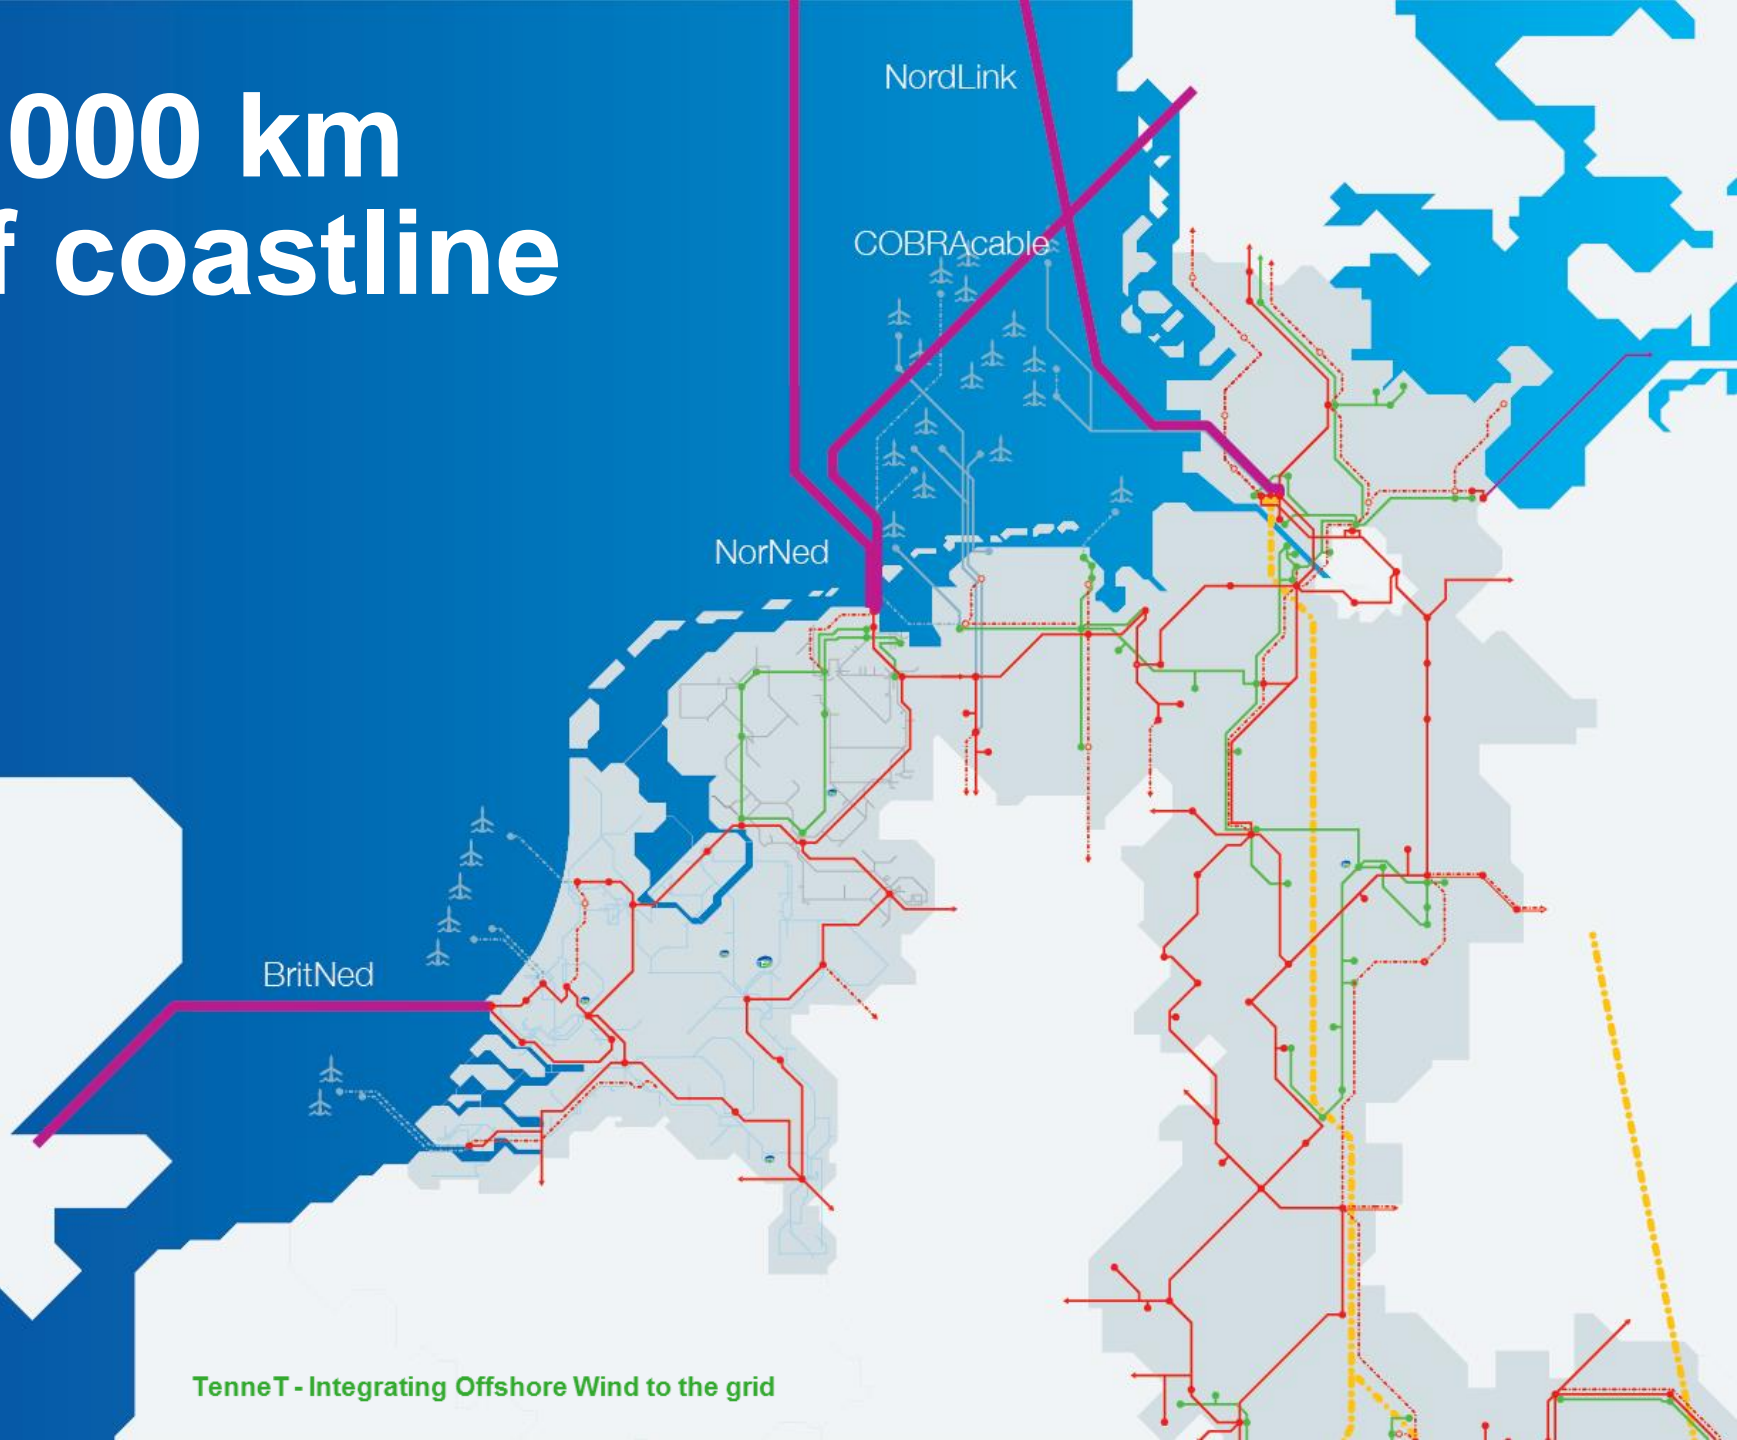 000 km
f coastline
NordLink
COBRAcable
NorNed
BritNed
TenneT - Integrating Offshore Wind to the grid